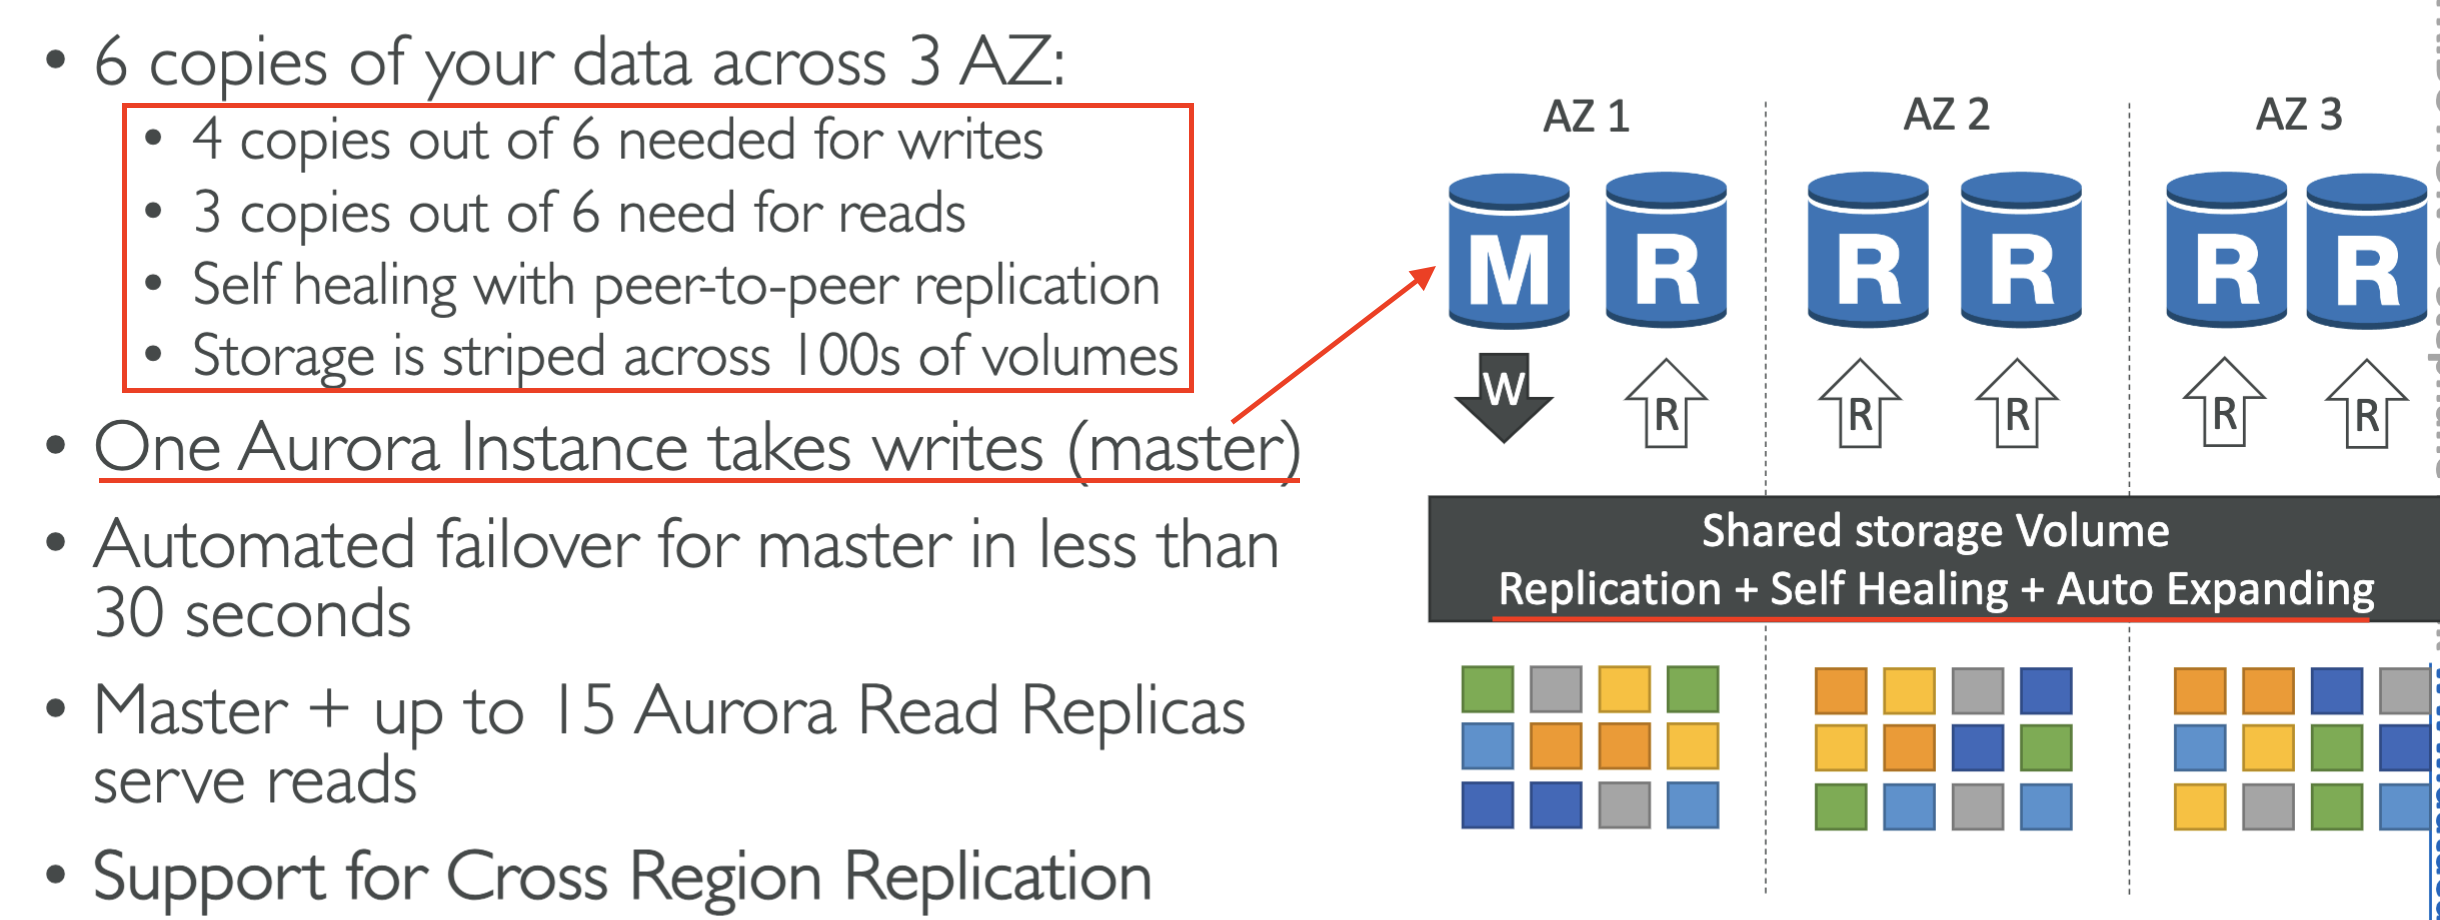 • 6 copies of your data across 3 AZ:
• 4 copies out of 6 needed for writes
• 3 copies out of 6 need for reads
• Self healing with peer-to-peer replication
• Storage is striped across 100s of volumes
• One Aurora Instance takes writes (master)
• Automated failover for master in less than
30 seconds
• Master + up to 15 Aurora Read Replicas
serve reads
• Support for Cross Region Replication
AZ 1 AZ 2 AZ 3
M R R R R R
W R R R R R
Shared storage Volume
Replication + Self Healing + Auto Expanding